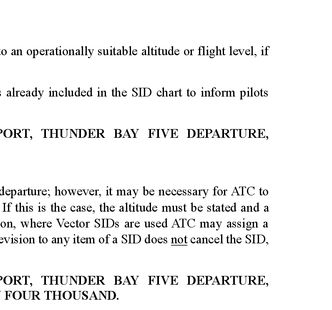 o an operationally suitable altitude or flight level, if
already included in the SID chart to inform pilots
PORT, THUNDER BAY FIVE DEPARTURE,
departure; however, it may be necessary for ATC to
If this is the case, the altitude must be stated and a
on, where Vector SIDs are used ATC may assign a
evision to any item of a SID does not cancel the SID,
PORT, THUNDER BAY FIVE DEPARTURE,
FOUR THOUSAND.